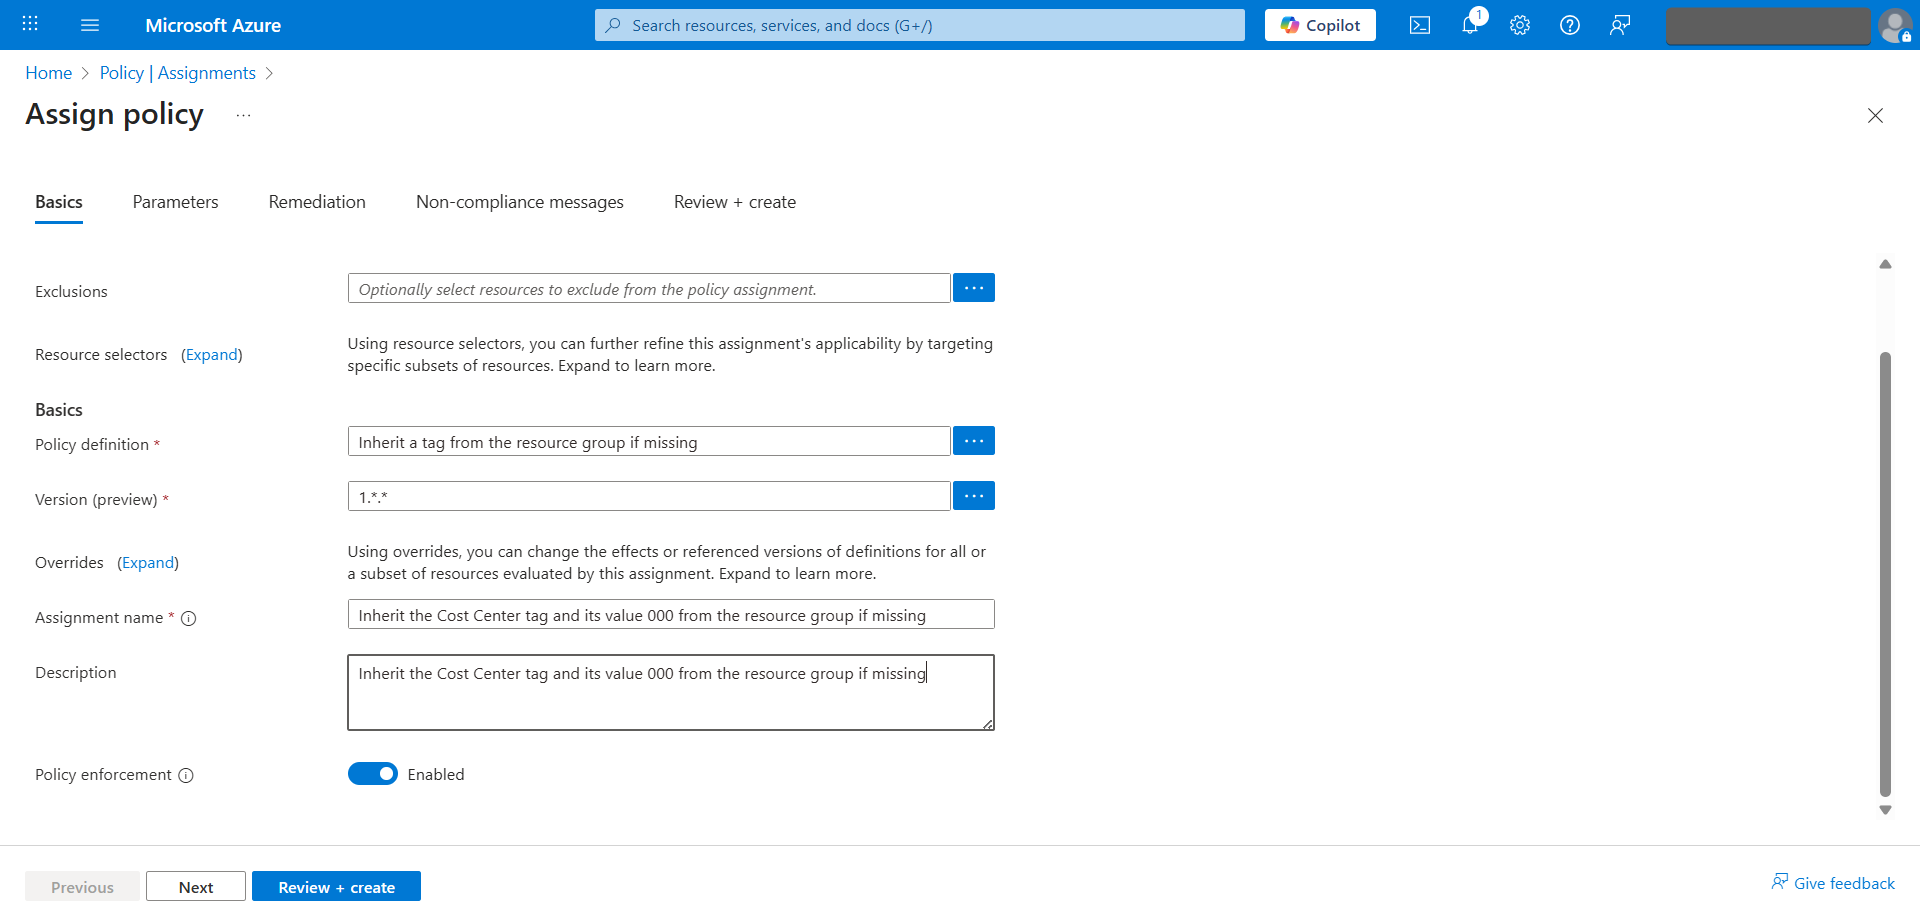 Microsoft Azure
Search resources, services, and docs (G+/)
Copilot
1
Home > Policy | Assignments >
Assign policy ...
Basics
Parameters
Remediation
Non-compliance messages
Review + create
Exclusions
Optionally select resources to exclude from the policy assignment.
...
Resource selectors (Expand)
Using resource selectors, you can further refine this assignment's applicability by targeting
specific subsets of resources. Expand to learn more.
Basics
Policy definition *
Inherit a tag from the resource group if missing
...
Version (preview) *
1.*.*
...
Overrides (Expand)
Using overrides, you can change the effects or referenced versions of definitions for all or
a subset of resources evaluated by this assignment. Expand to learn more.
Assignment name *
Inherit the Cost Center tag and its value 000 from the resource group if missing
Description
Inherit the Cost Center tag and its value 000 from the resource group if missing
Policy enforcement
Enabled
Previous
Next
Review + create
Give feedback